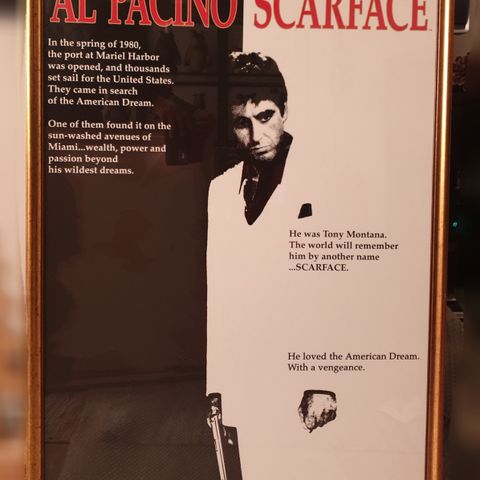 AL PACINO SCARFACE
In the spring of 1980,
the port at Mariel Harbor
was opened, and thousands
set sail for the United States.
They came in search
of the American Dream.
One of them found it on the
sun-washed avenues of
Miami...wealth, power and
passion beyond
his wildest dreams.
He was Tony Montana.
The world will remember
him by another name
...SCARFACE.
He loved the American Dream.
With a vengeance.